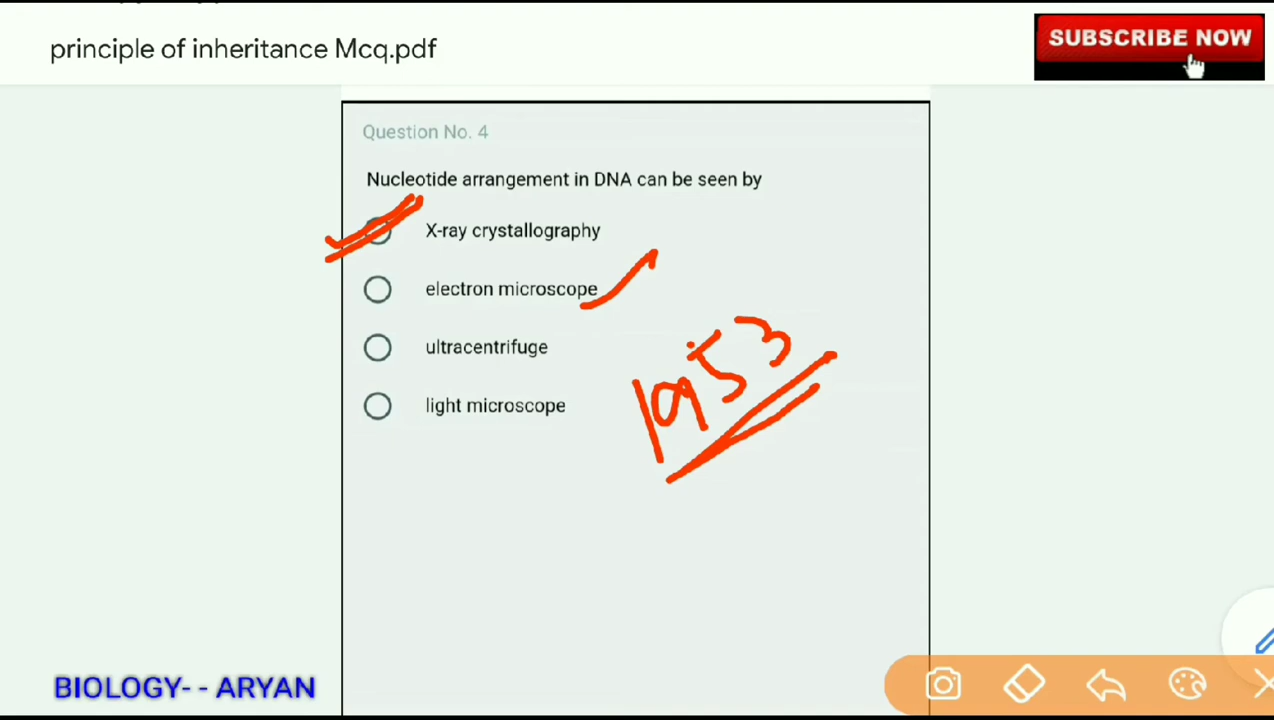 principle of inheritance Mcq.pdf
SUBSCRIBE NOW
Question No. 4
Nucleotide arrangement in DNA can be seen by
X-ray crystallography
electron microscope
ultracentrifuge
light microscope
1953
BIOLOGY- - ARYAN